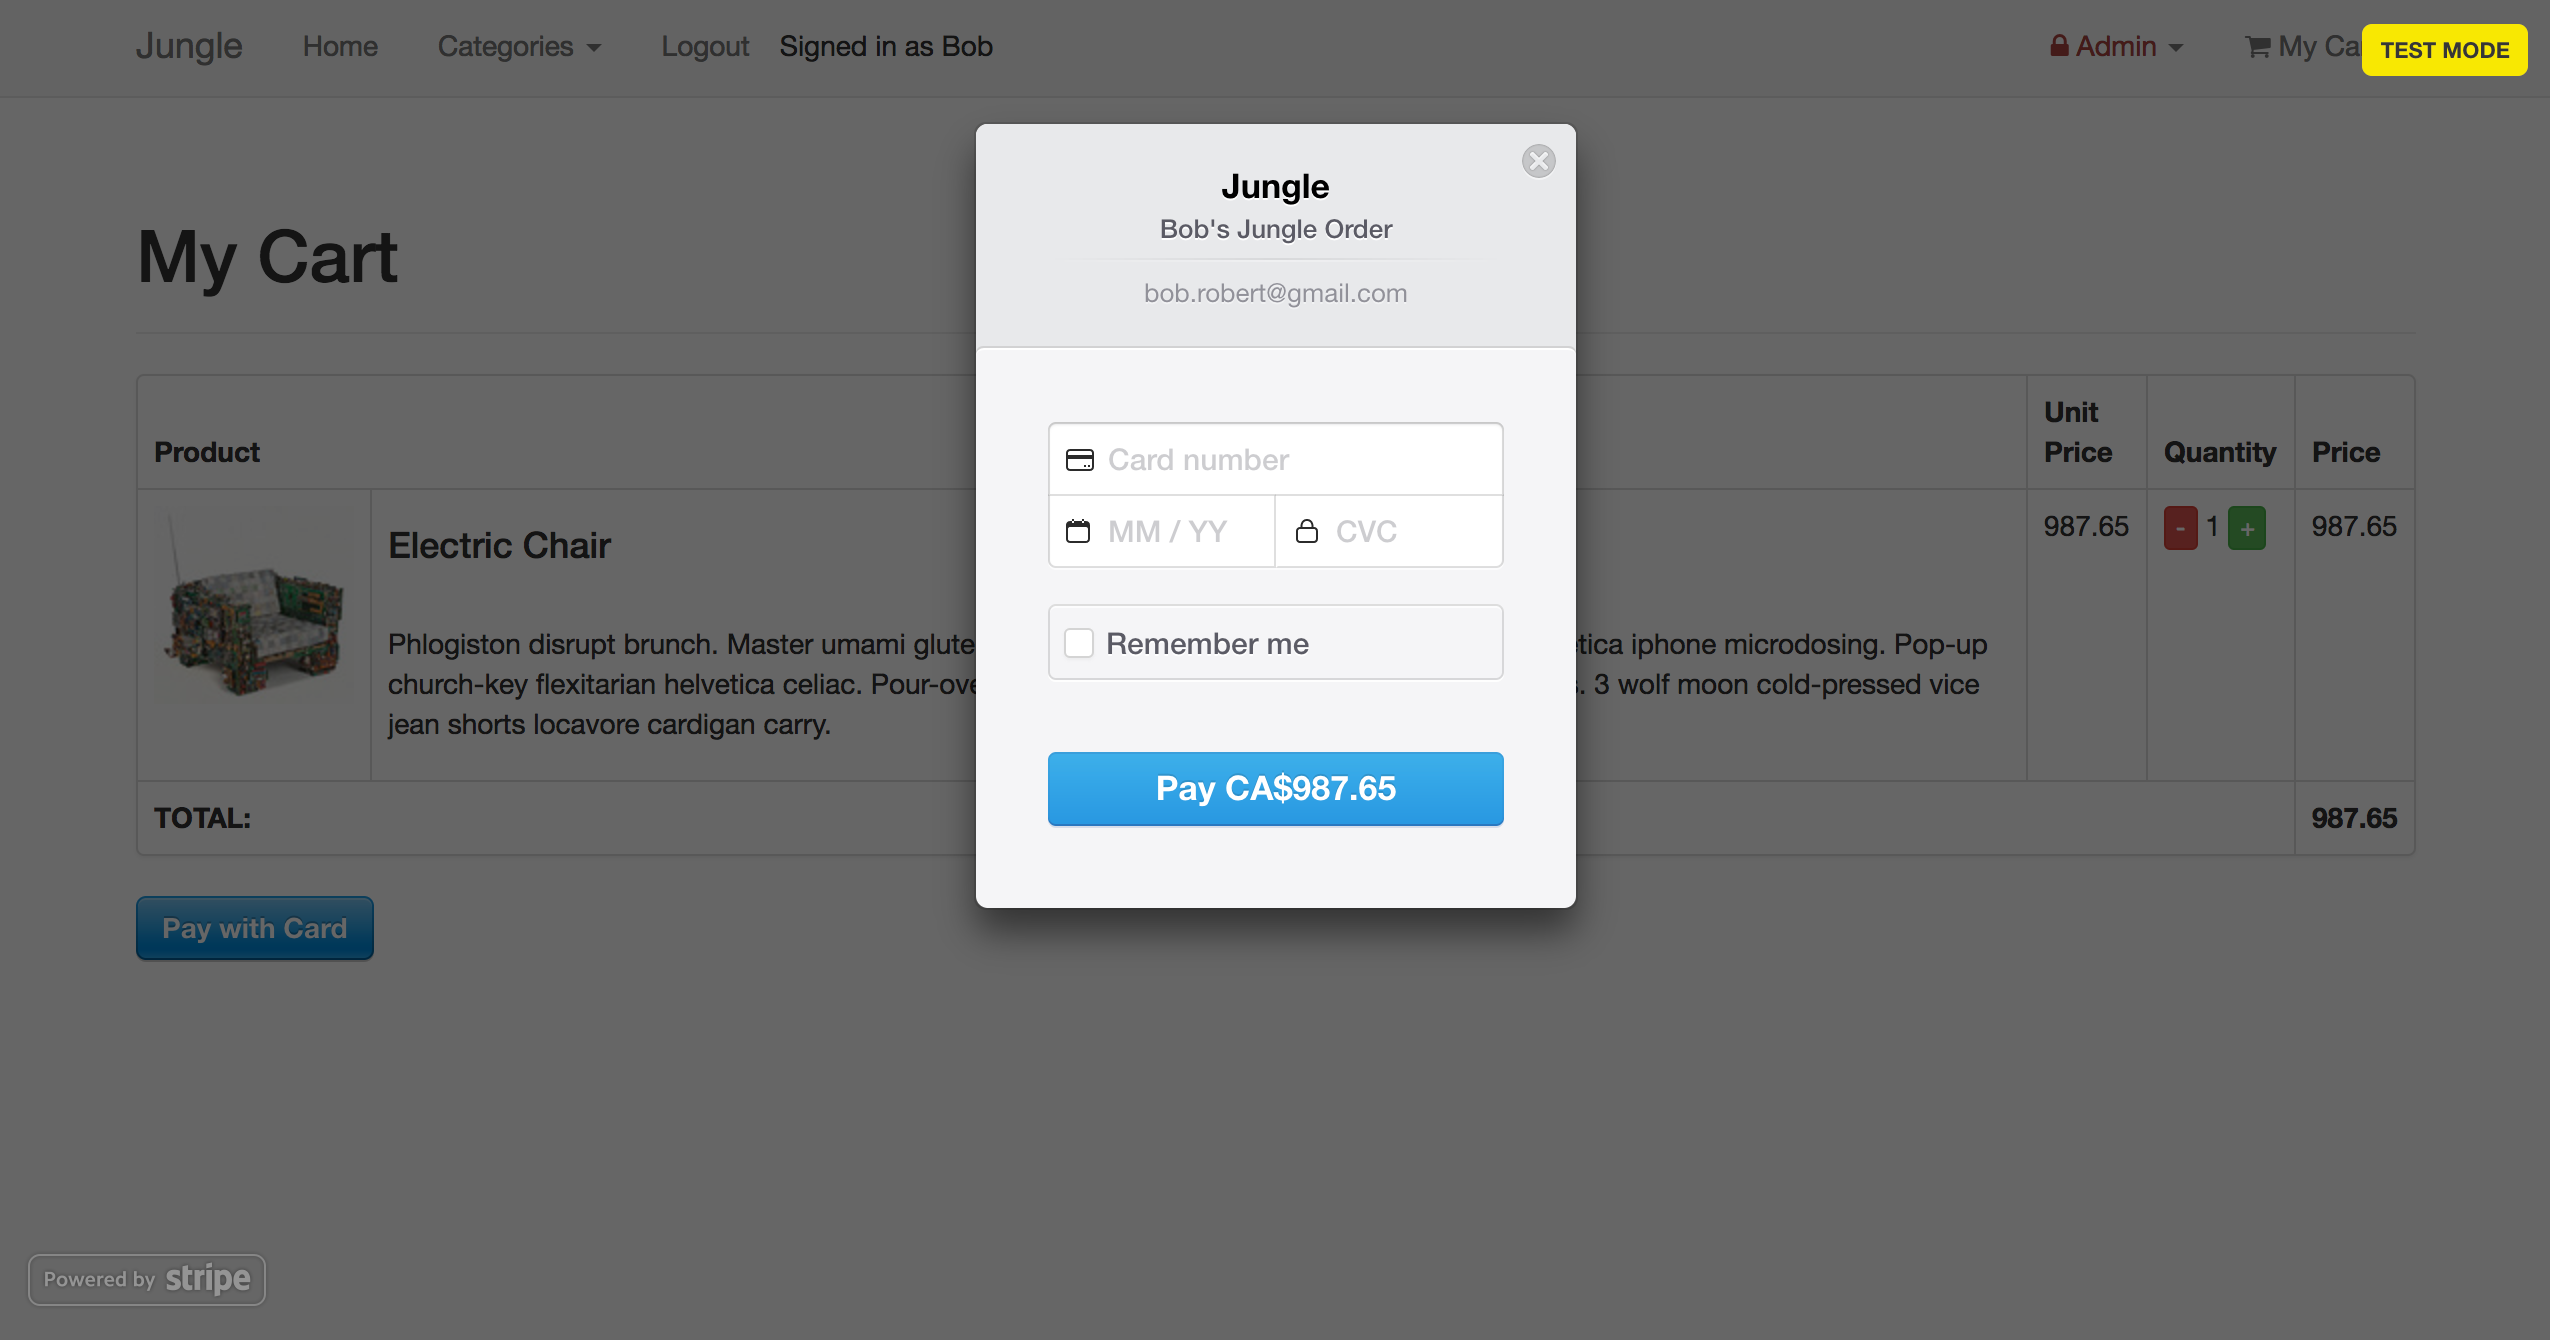 Jungle
Home
Categories
Logout
Signed in as Bob
Admin
My Ca
TEST MODE
My Cart
Product
Unit
Price
Quantity
Price
Electric Chair
Phlogiston disrupt brunch. Master umami glute
tica iphone microdosing. Pop-up
church-key flexitarian helvetica celiac. Pour-ove
. 3 wolf moon cold-pressed vice
jean shorts locavore cardigan carry.
987.65
- 1 +
987.65
TOTAL:
987.65
Pay with Card
Jungle
Bob's Jungle Order
bob.robert@gmail.com
Card number
MM / YY
CVC
Remember me
Pay CA$987.65
Powered by stripe